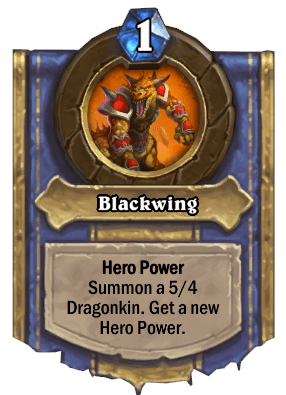 1
Blackwing
Hero Power
Summon a 5/4
Dragonkin. Get a new
Hero Power.